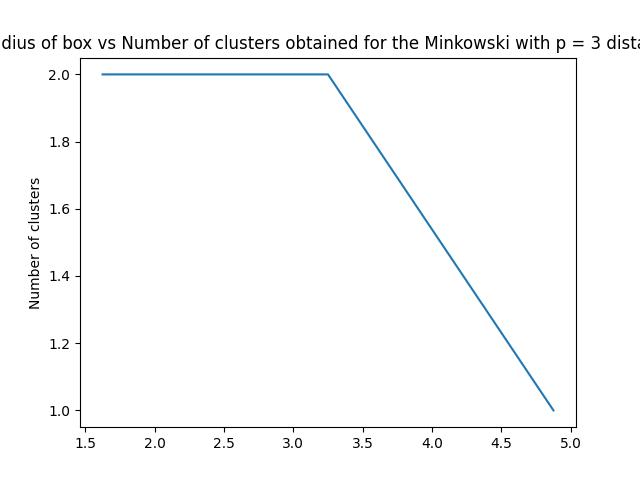 dius of box vs Number of clusters obtained for the Minkowski with p = 3 dista
Number of clusters
2.0
1.8
1.6
1.4
1.2
1.0
1.5 2.0 2.5 3.0 3.5 4.0 4.5 5.0